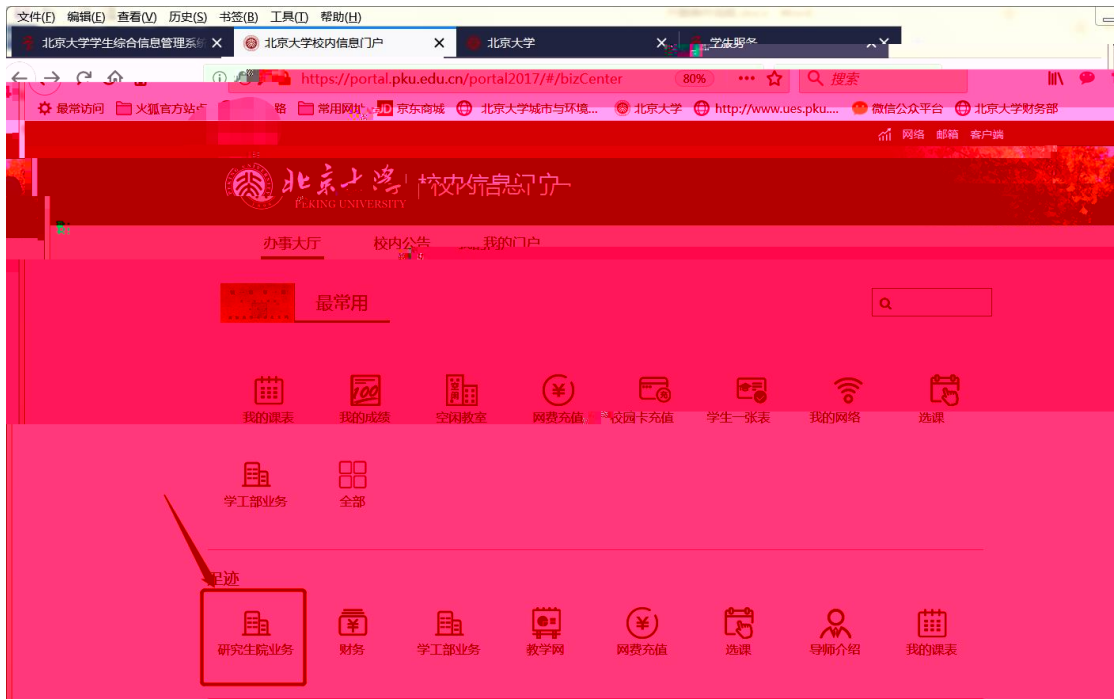 文件(F) 编辑(E) 查看(V) 历史(S) 书签(B) 工具(T) 帮助(H)
北京大学学生综合信息管理系统 北京大学校内信息门户 北京大学 学生服务
https://portal.pku.edu.cn/portal2017/#/bizCenter 80% 搜索
最常访问 火狐官方站点 常用网址 JD 京东商城 北京大学城市与环境... 北京大学 http://www.ues.pku.... 微信公众平台 北京大学财务部
网络 邮箱 客户端
北京大学 校内信息门户
PEKING UNIVERSITY
办事大厅 校内公告 我的门户
最常用
我的课表 我的成绩 空闲教室 网费充值 校园卡充值 学生一张表 我的网络 选课
学工部业务 全部
足迹
研究生院业务 财务 学工部业务 教学网 网费充值 选课 导师介绍 我的课表